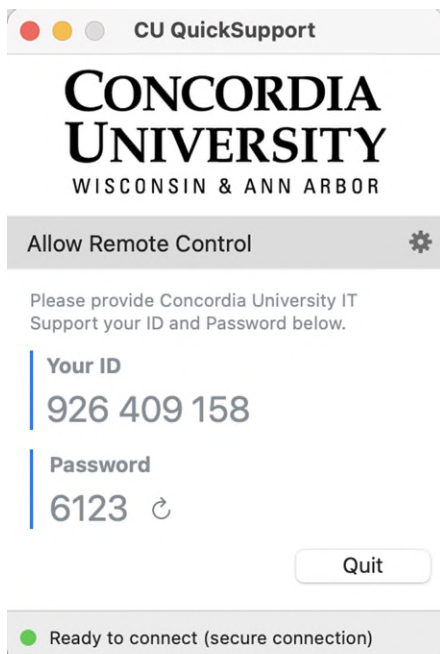 CU QuickSupport
CONCORDIA
UNIVERSITY
WISCONSIN & ANN ARBOR
Allow Remote Control
Please provide Concordia University IT
Support your ID and Password below.
Your ID
926 409 158
Password
6123
Quit
Ready to connect (secure connection)